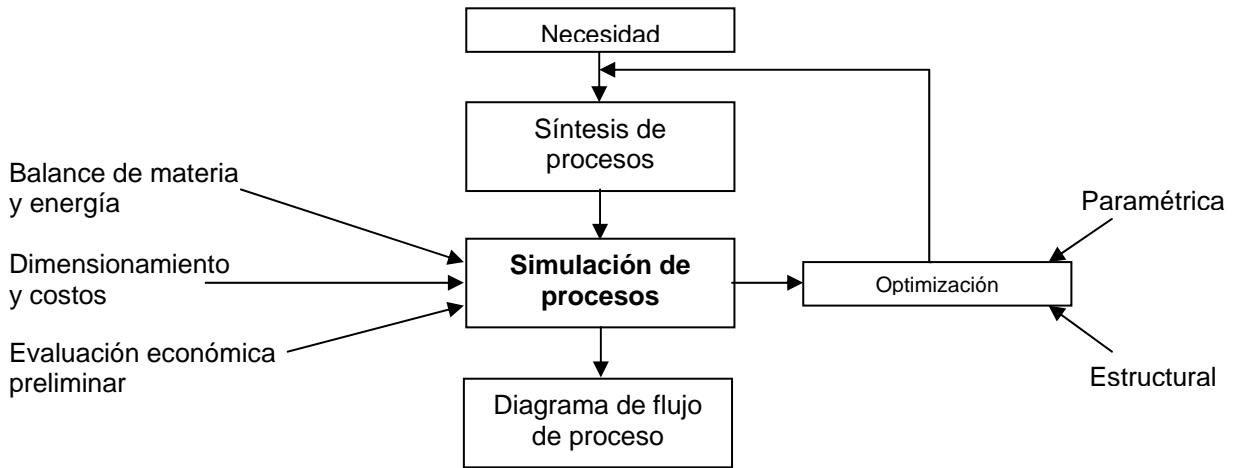 Necesidad
Síntesis de
procesos
Balance de materia
y energía
Dimensionamiento
y costos
Evaluación económica
preliminar
Simulación de
procesos
Optimización
Paramétrica
Estructural
Diagrama de flujo
de proceso